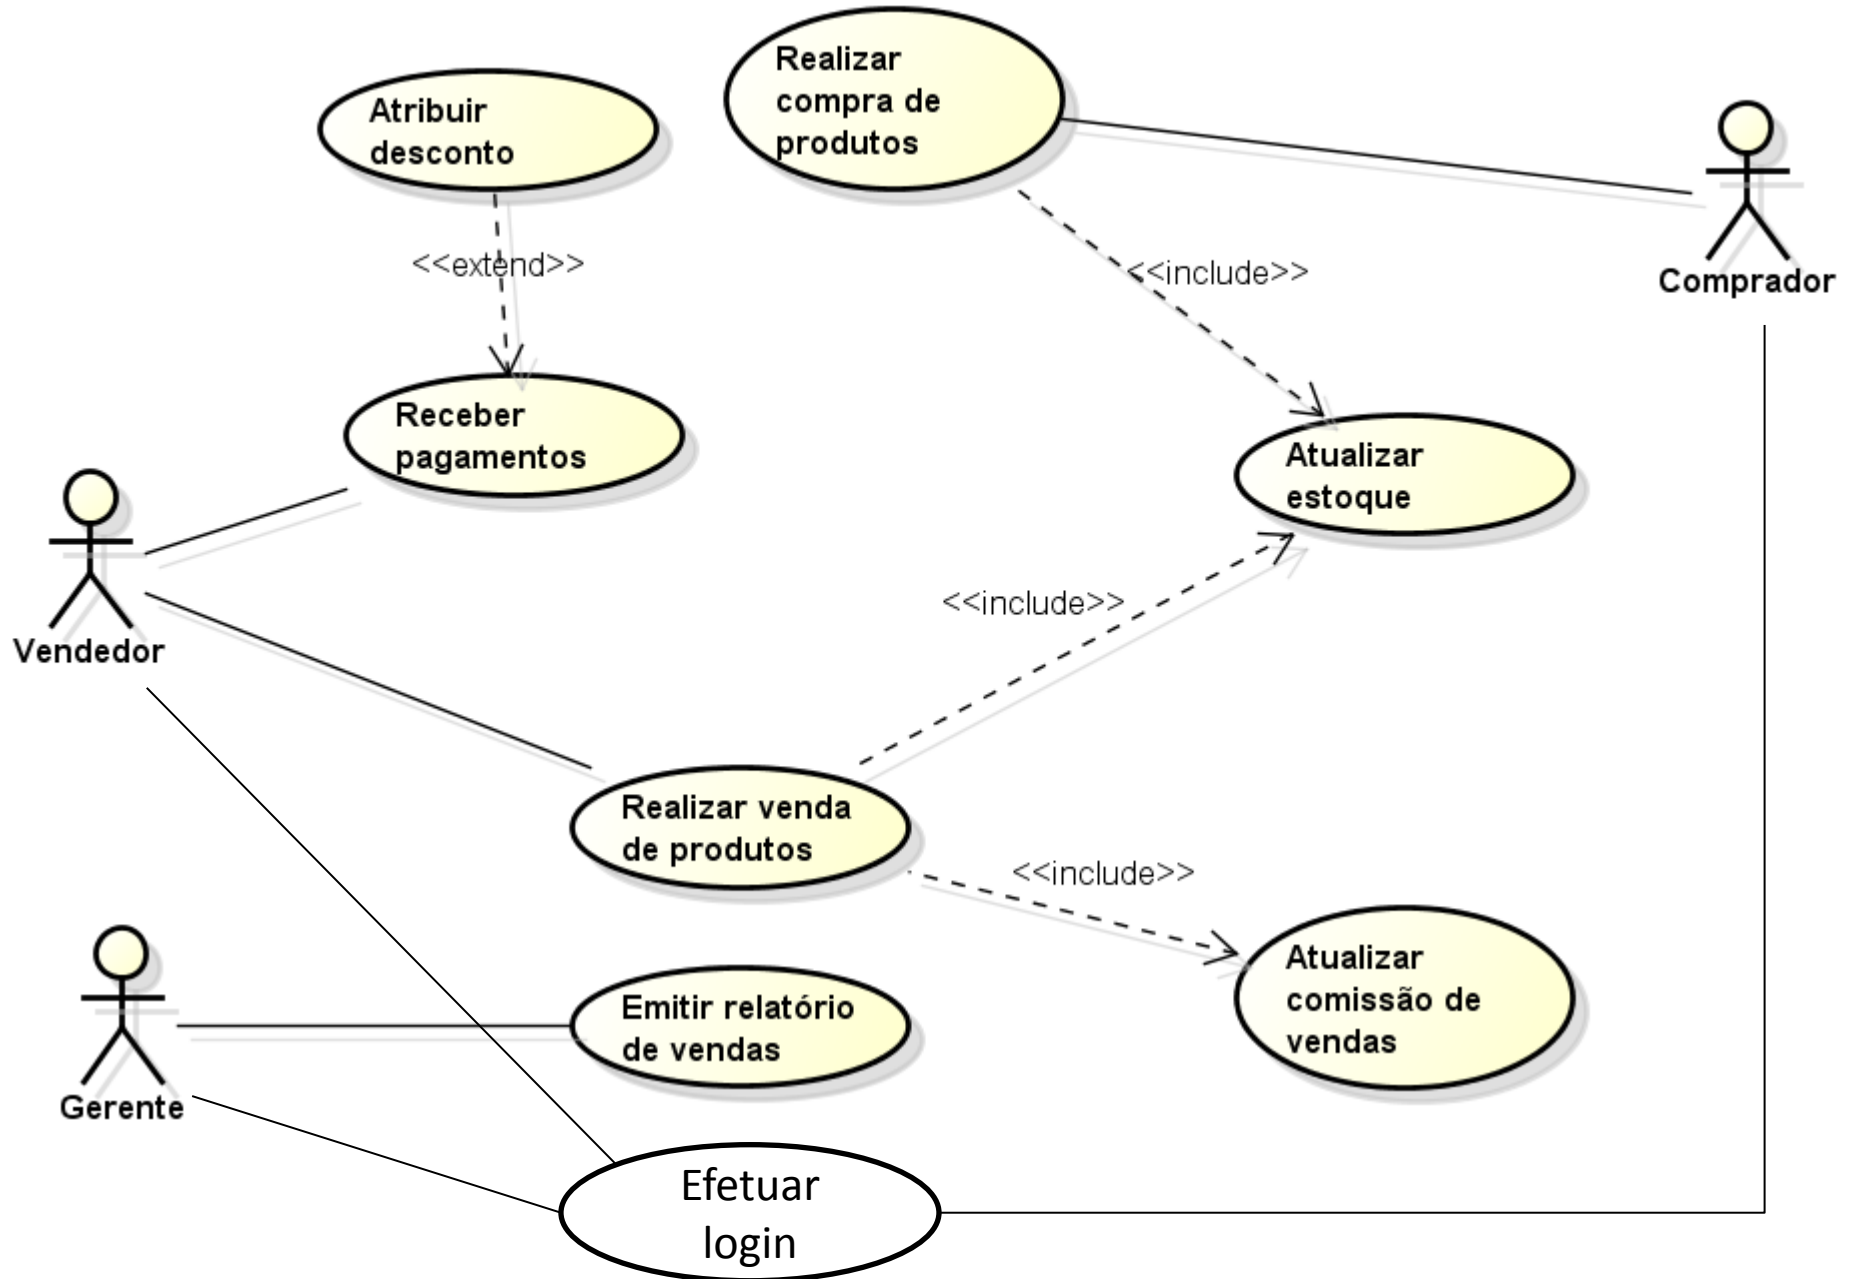 Realizar
compra de
produtos
Atribuir
desconto
<<extend>>
<<include>>
Comprador
Receber
pagamentos
Atualizar
estoque
<<include>>
Vendedor
Realizar venda
de produtos
<<include>>
Atualizar
comissão de
vendas
Emitir relatório
de vendas
Gerente
Efetuar
login